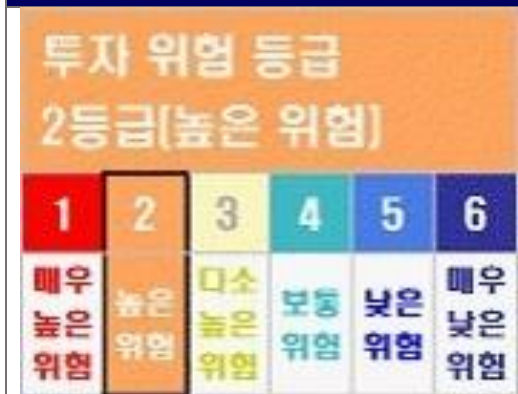 투자 위험 등급
2등급[높은 위험]
1 2 3 4 5 6
매우 높은 위험
높은 위험
다소 높은 위험
보통 위험
낮은 위험
매우 낮은 위험